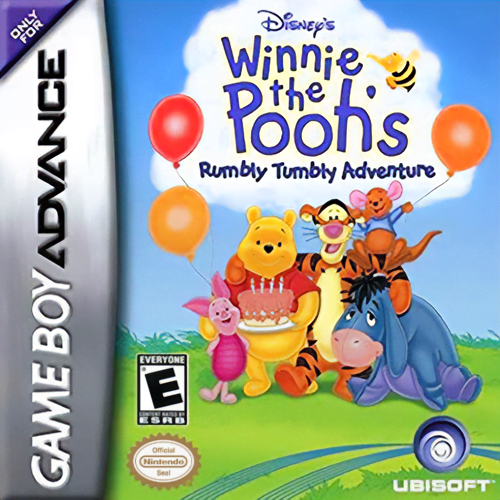 ONLY
FOR
GAME BOY ADVANCE
Disney's
Winnie
the
Pooh's
Rumbly Tumbly Adventure
EVERYONE
E
CONTENT RATED BY
ESRB
Official
Nintendo
Seal
UBISOFT